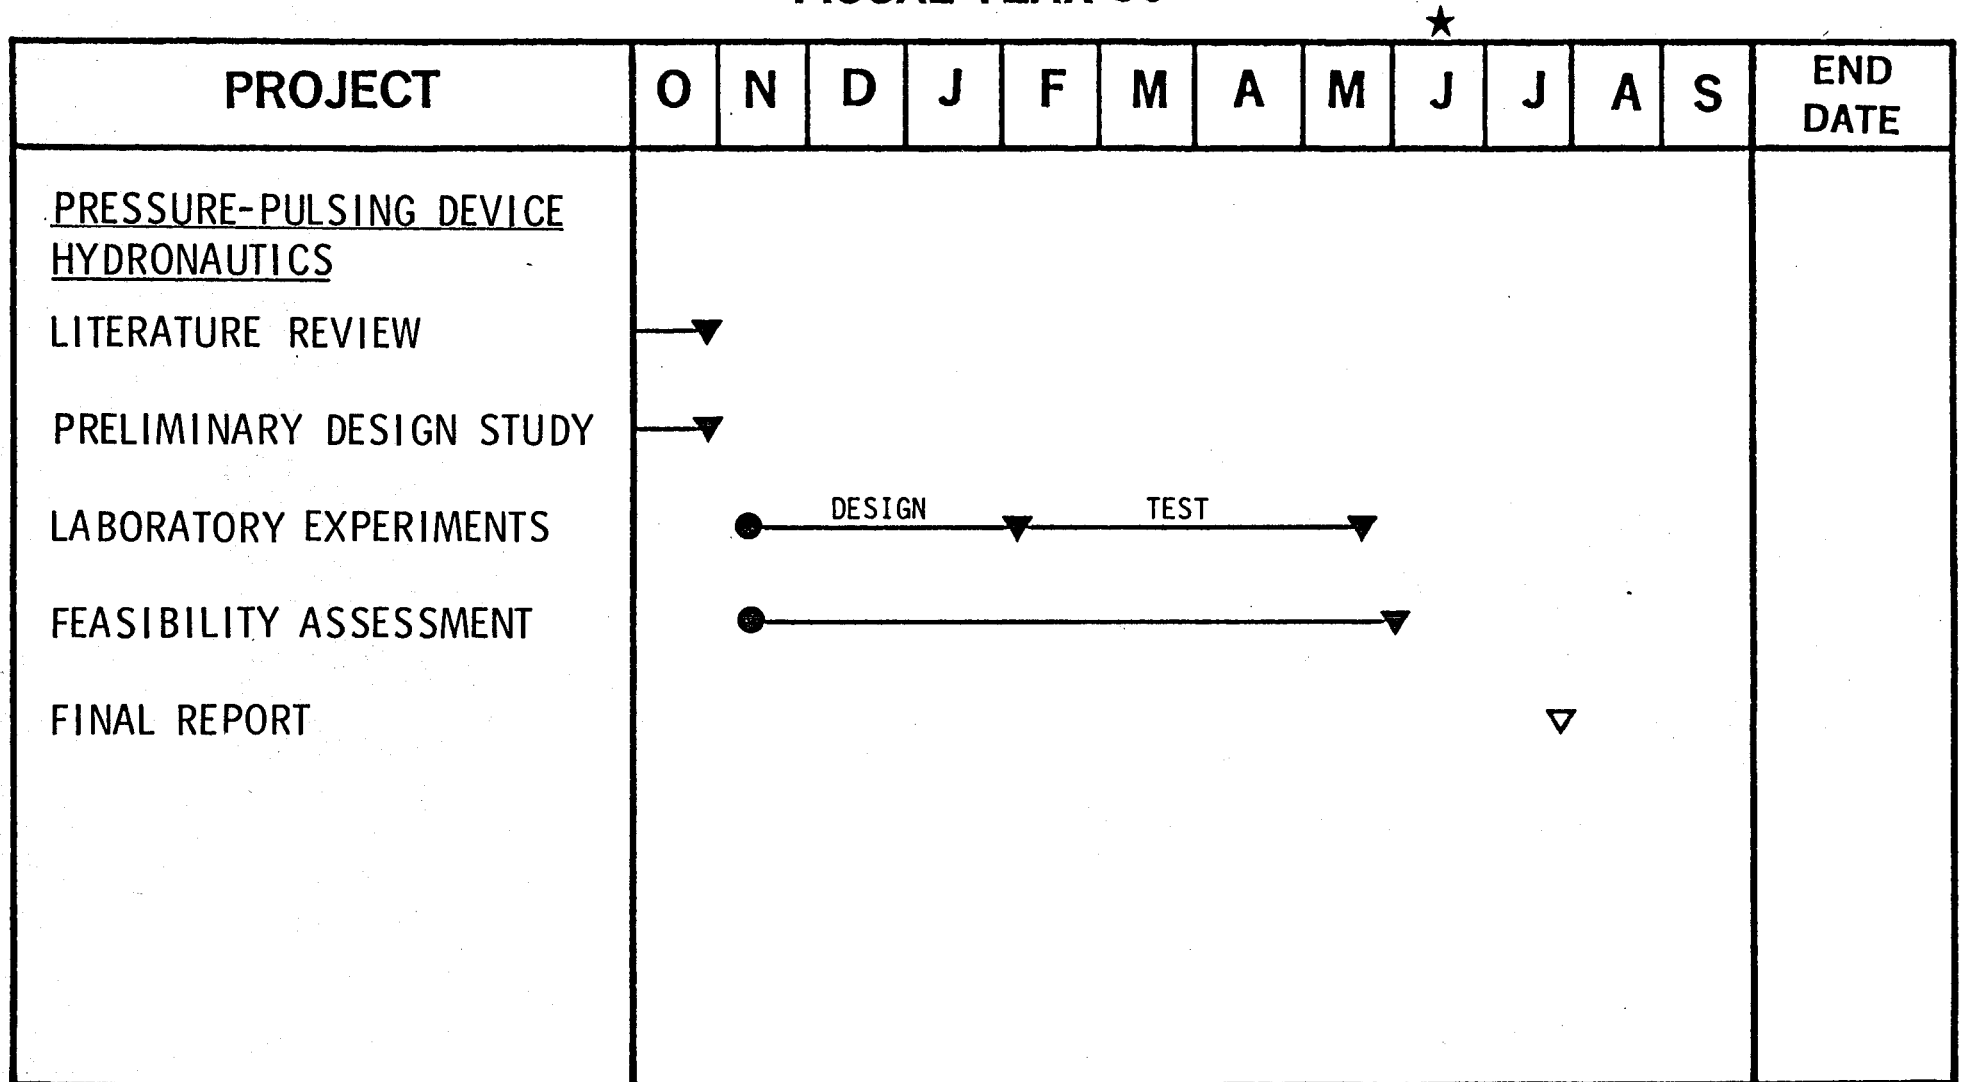 PROJECT O N D J F M A M J J A S END DATE
PRESSURE-PULSING DEVICE
HYDRONAUTICS
LITERATURE REVIEW
PRELIMINARY DESIGN STUDY
LABORATORY EXPERIMENTS DESIGN TEST
FEASIBILITY ASSESSMENT
FINAL REPORT